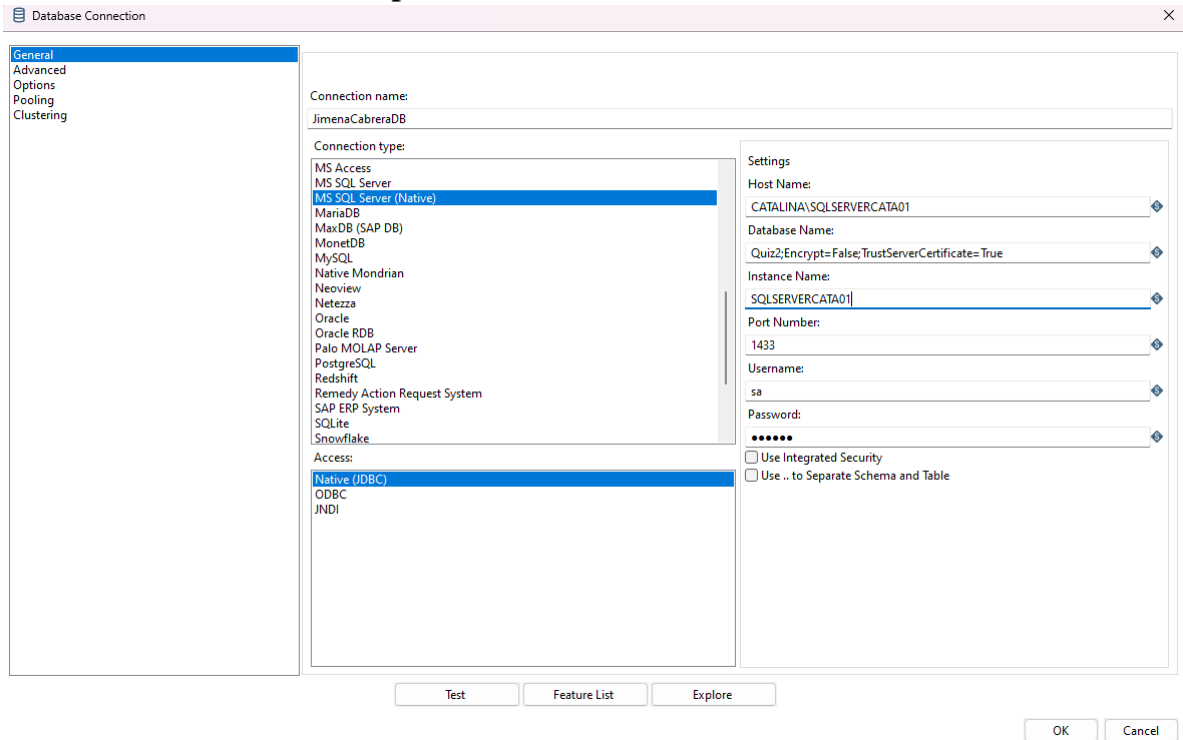 Database Connection
General
Advanced
Options
Pooling
Clustering
Connection name:
JimenaCabreraDB
Connection type:
MS Access
MS SQL Server
MS SQL Server (Native)
MariaDB
MaxDB (SAP DB)
MonetDB
MySQL
Native Mondrian
Neoview
Netezza
Oracle
Oracle RDB
Palo MOLAP Server
PostgreSQL
Redshift
Remedy Action Request System
SAP ERP System
SQLite
Snowflake
Access:
Native (JDBC)
ODBC
JNDI
Settings
Host Name:
CATALINA\SQLSERVERCATA01
Database Name:
Quiz2;Encrypt=False;TrustServerCertificate=True
Instance Name:
SQLSERVERCATA01
Port Number:
1433
Username:
sa
Password:
●●●●●●
Use Integrated Security
Use .. to Separate Schema and Table
Test
Feature List
Explore
OK
Cancel